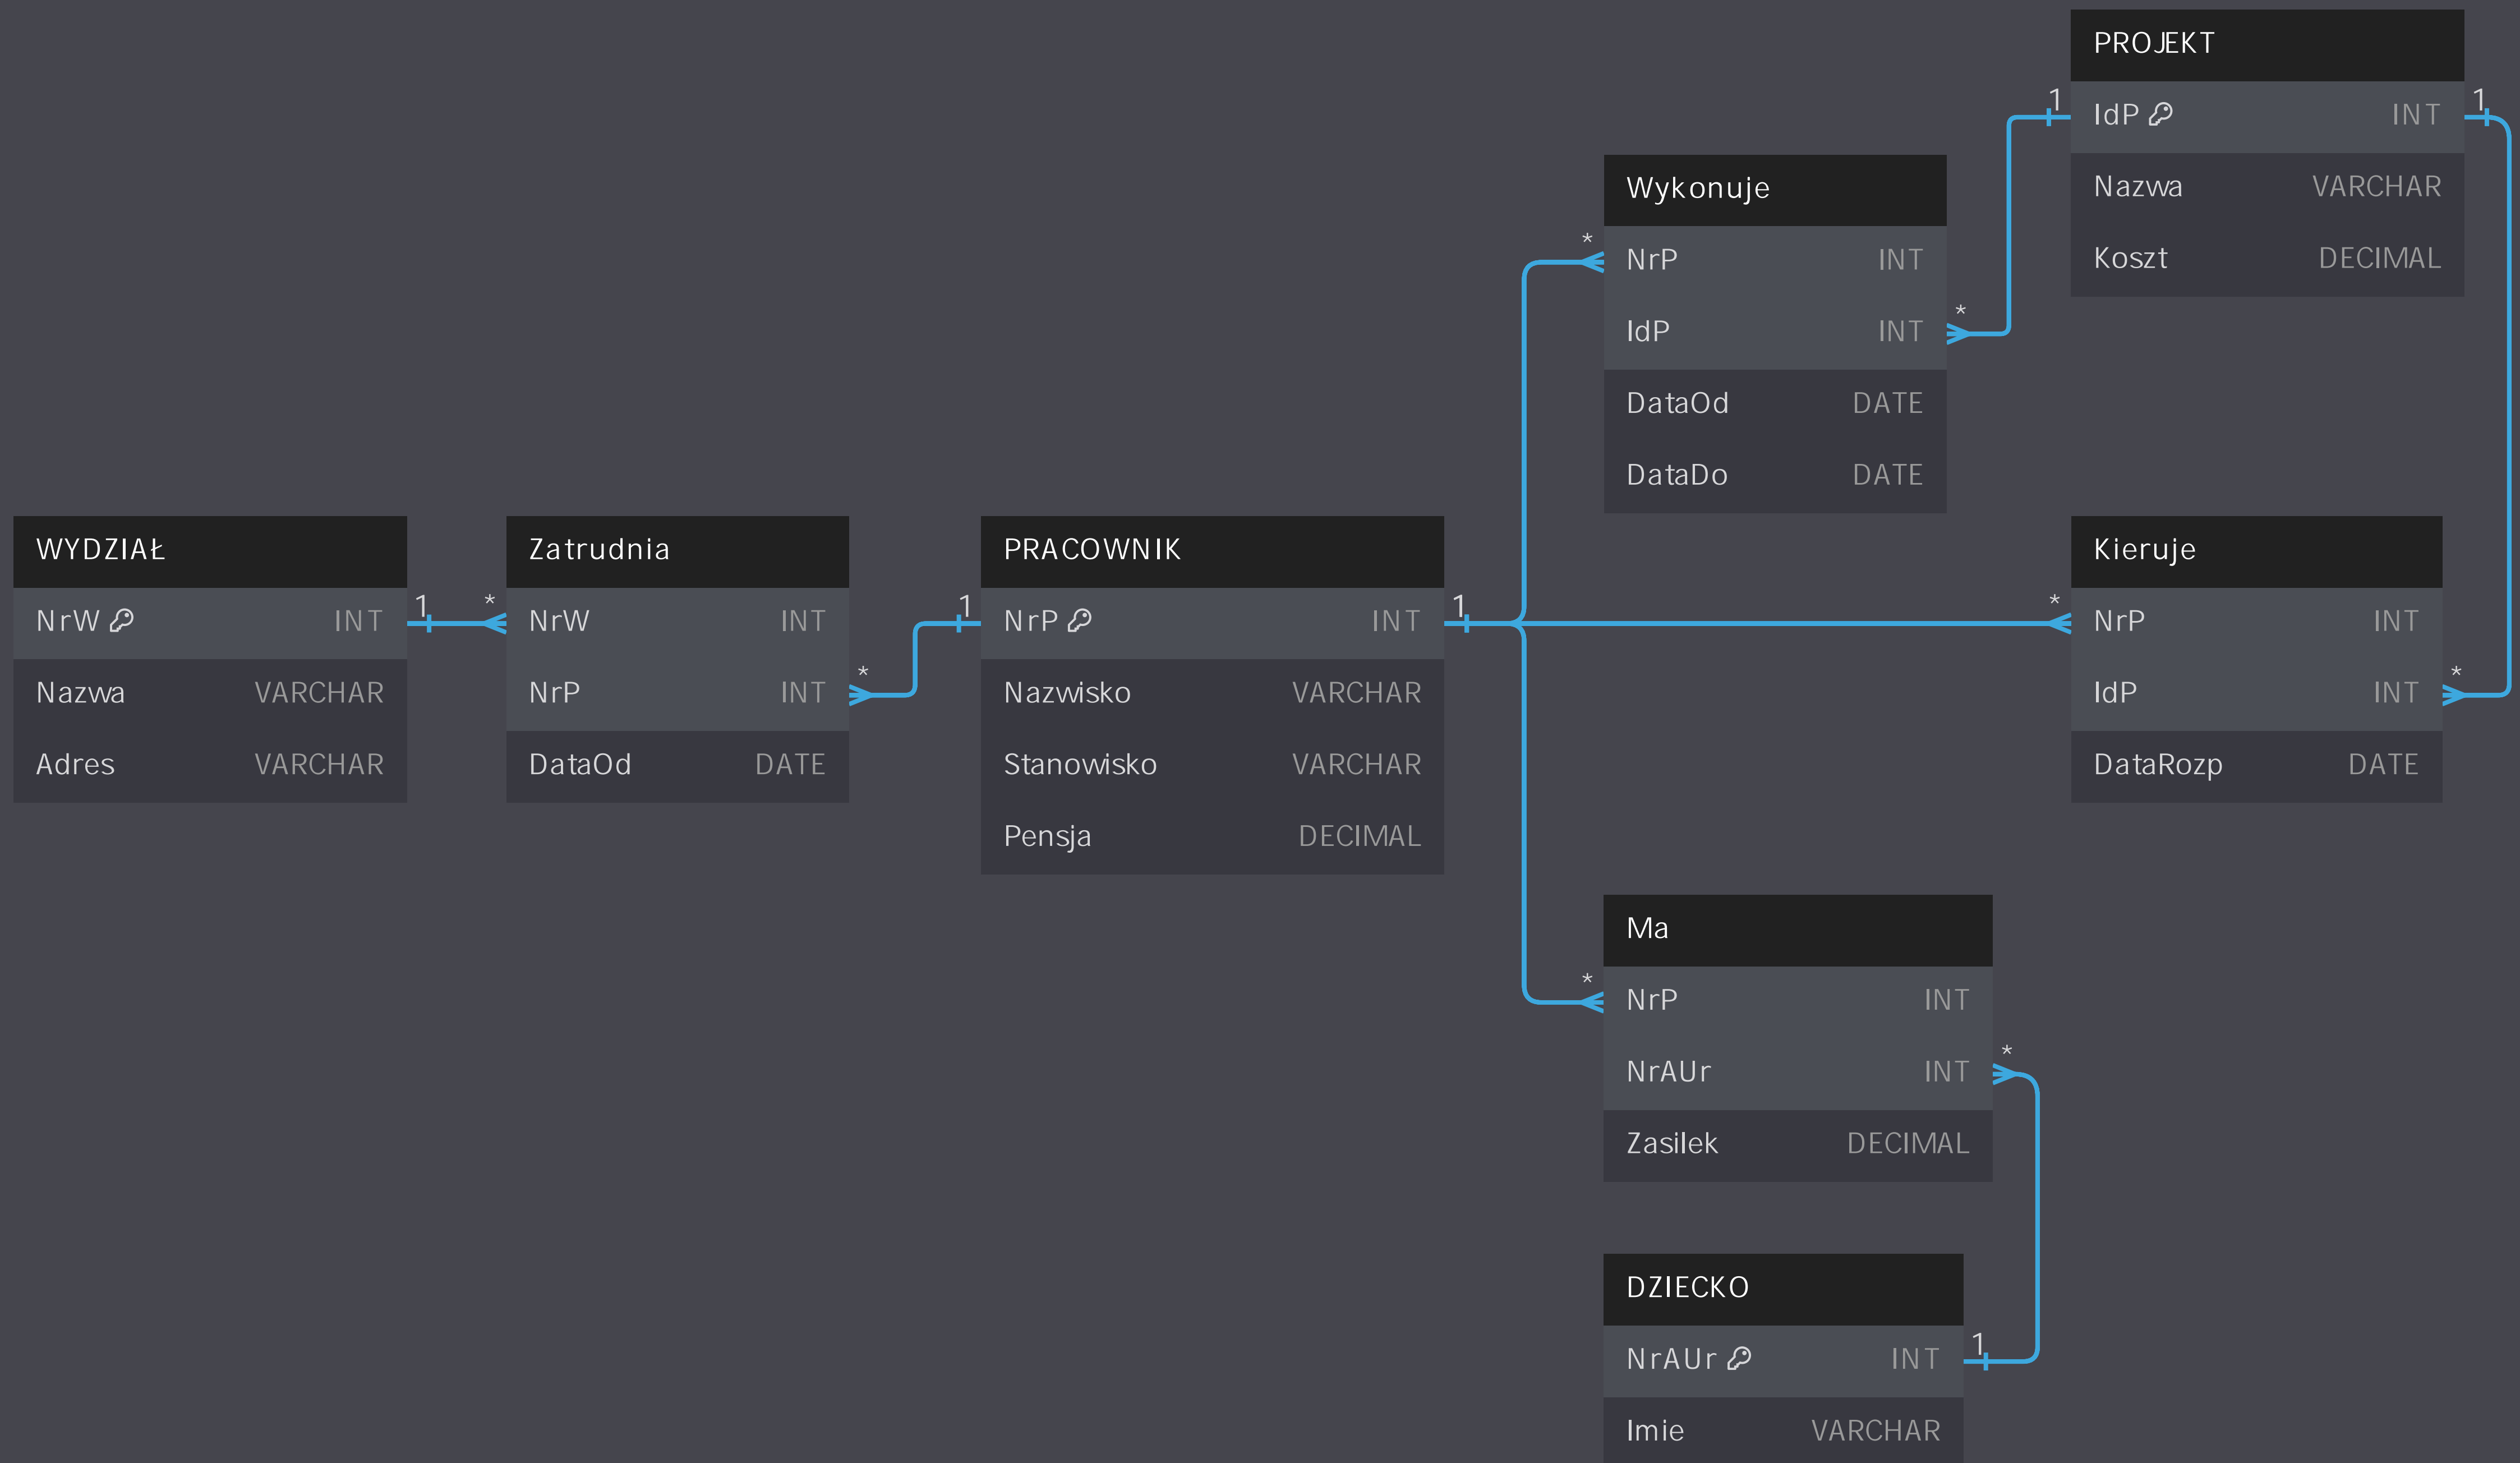 PROJEKT
1
IdP INT
1
Nazwa VARCHAR
Koszt DECIMAL
Wykonuje
* NrP INT
IdP INT *
DataOd DATE
DataDo DATE
WYDZIAŁ
NrW INT 1
Nazwa VARCHAR
Adres VARCHAR
Zatrudnia
* NrW INT
NrP INT *
DataOd DATE
PRACOWNIK
1 NrP INT 1
Nazwisko VARCHAR
Stanowisko VARCHAR
Pensja DECIMAL
Kieruje
* NrP INT
IdP INT *
DataRozp DATE
Ma
* NrP INT
NrAUr INT *
Zasilek DECIMAL
DZIECKO
NrAUr INT 1
Imie VARCHAR